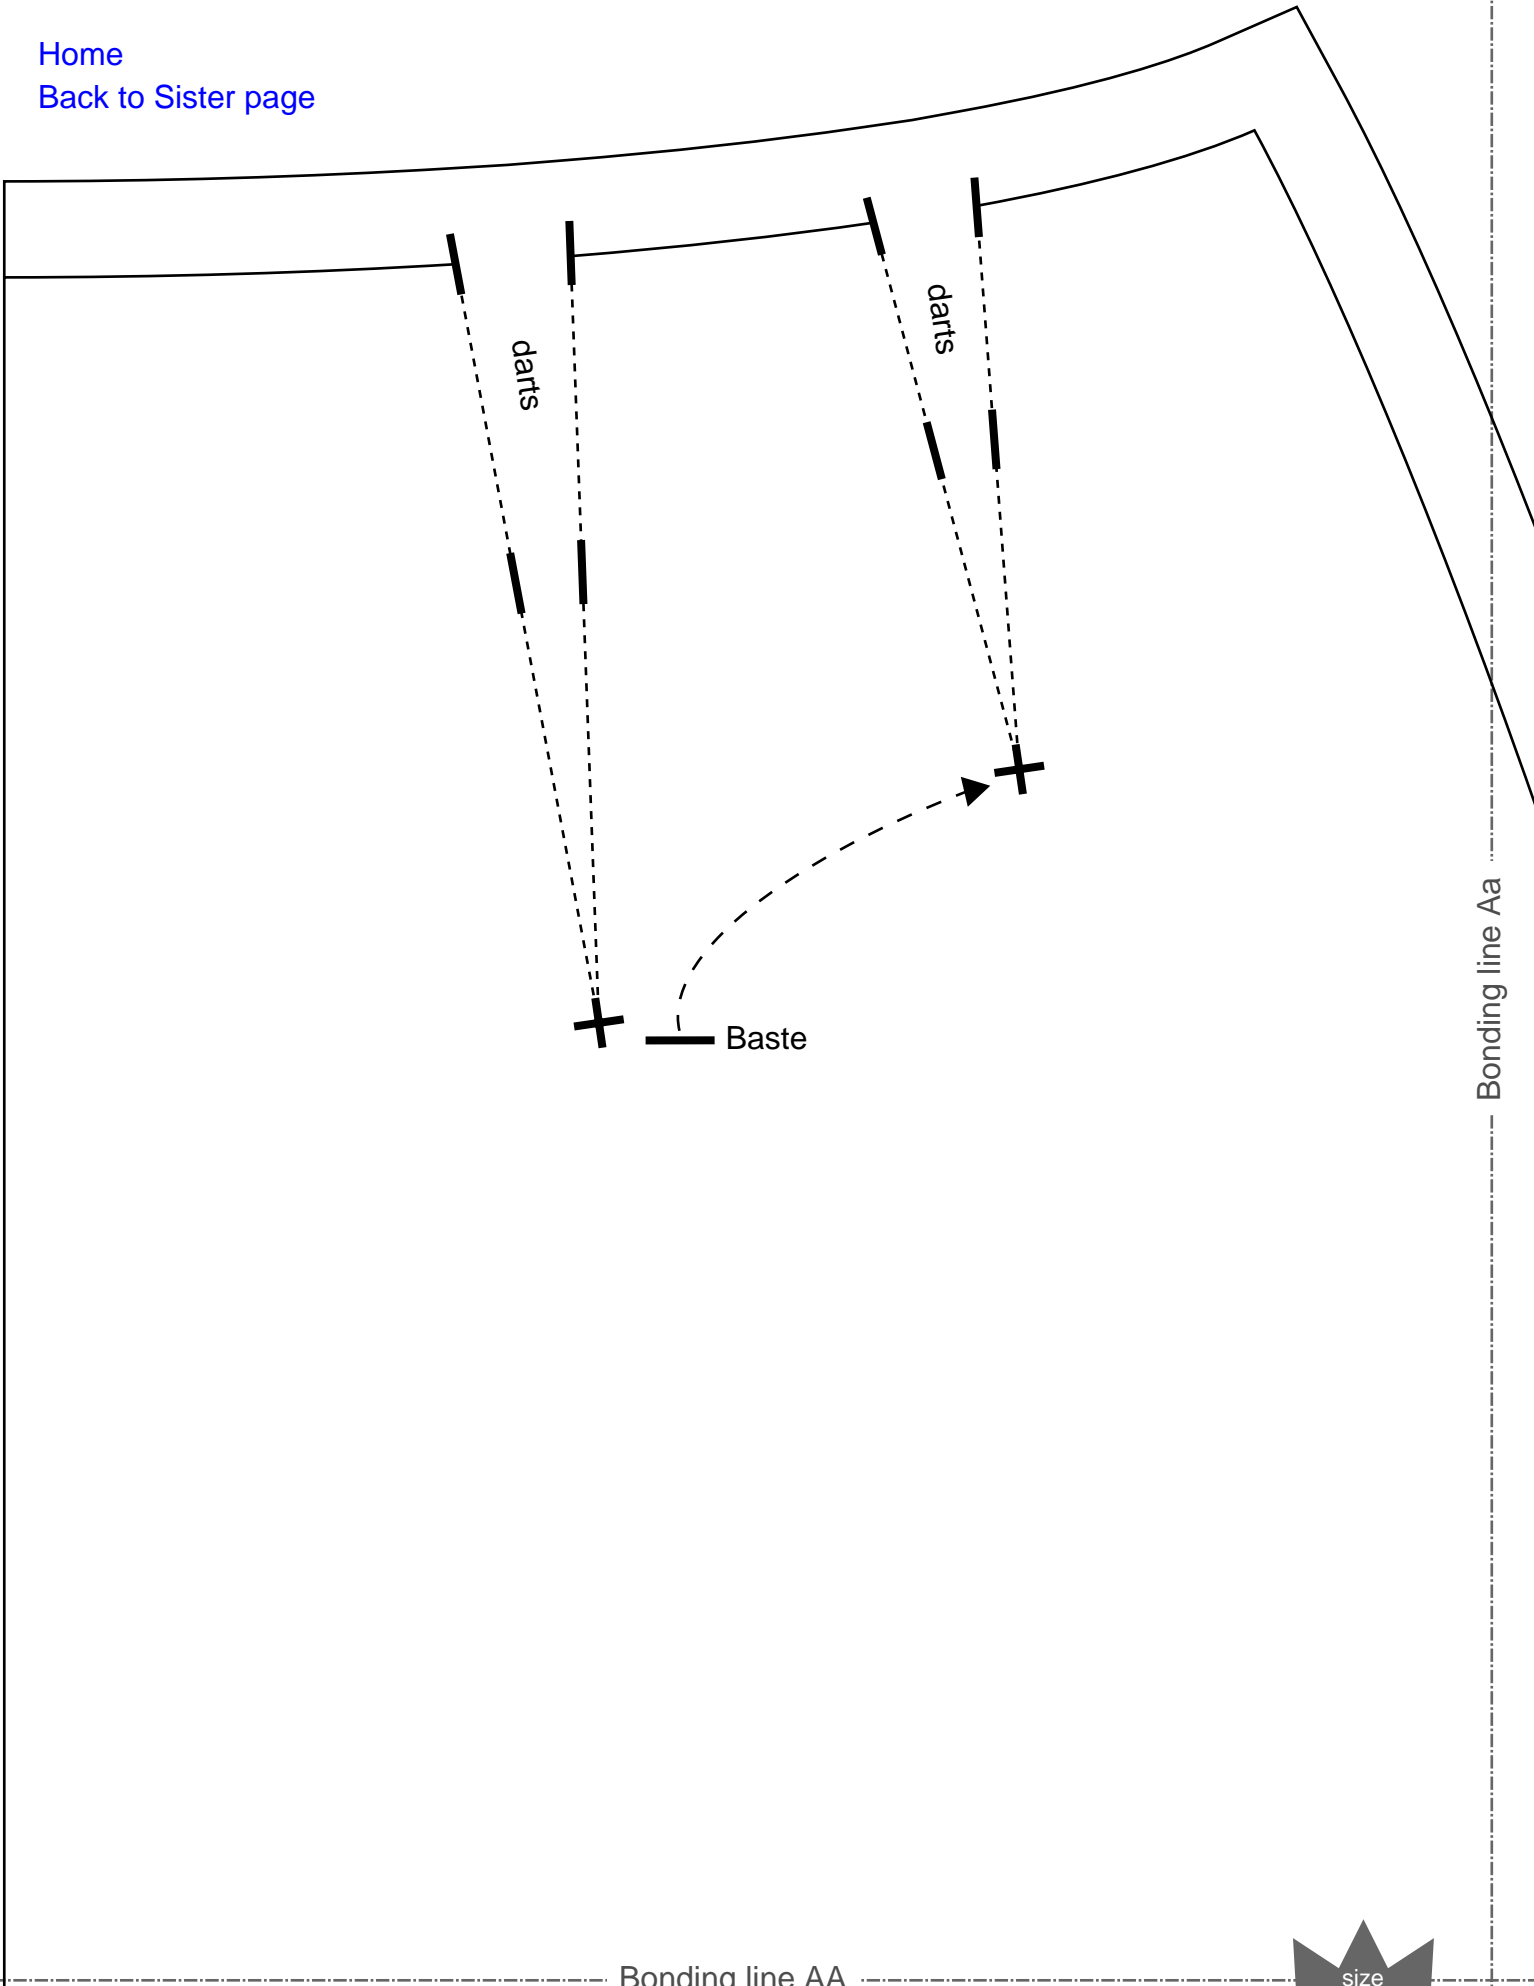 Home
Back to Sister page
darts
darts
Baste
Bonding line Aa
Bonding line AA
size